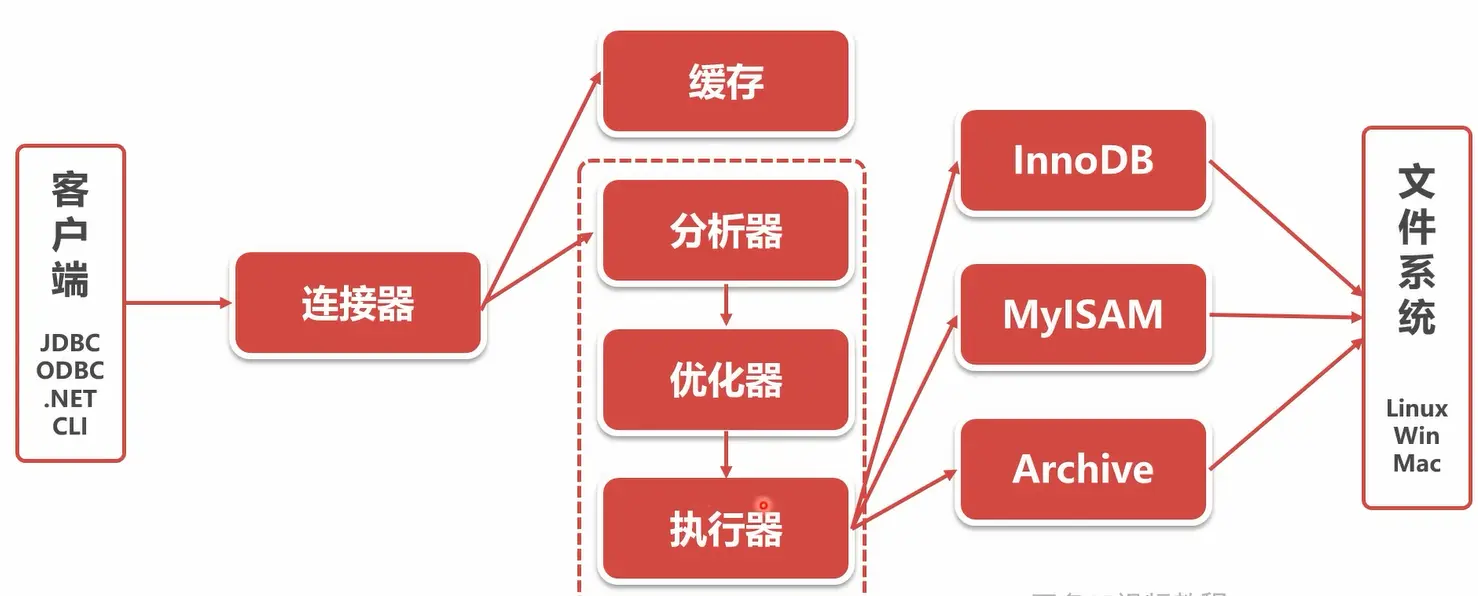 客户端
JDBC
ODBC
.NET
CLI
连接器
缓存
分析器
优化器
执行器
InnoDB
MyISAM
Archive
文件系统
Linux
Win
Mac